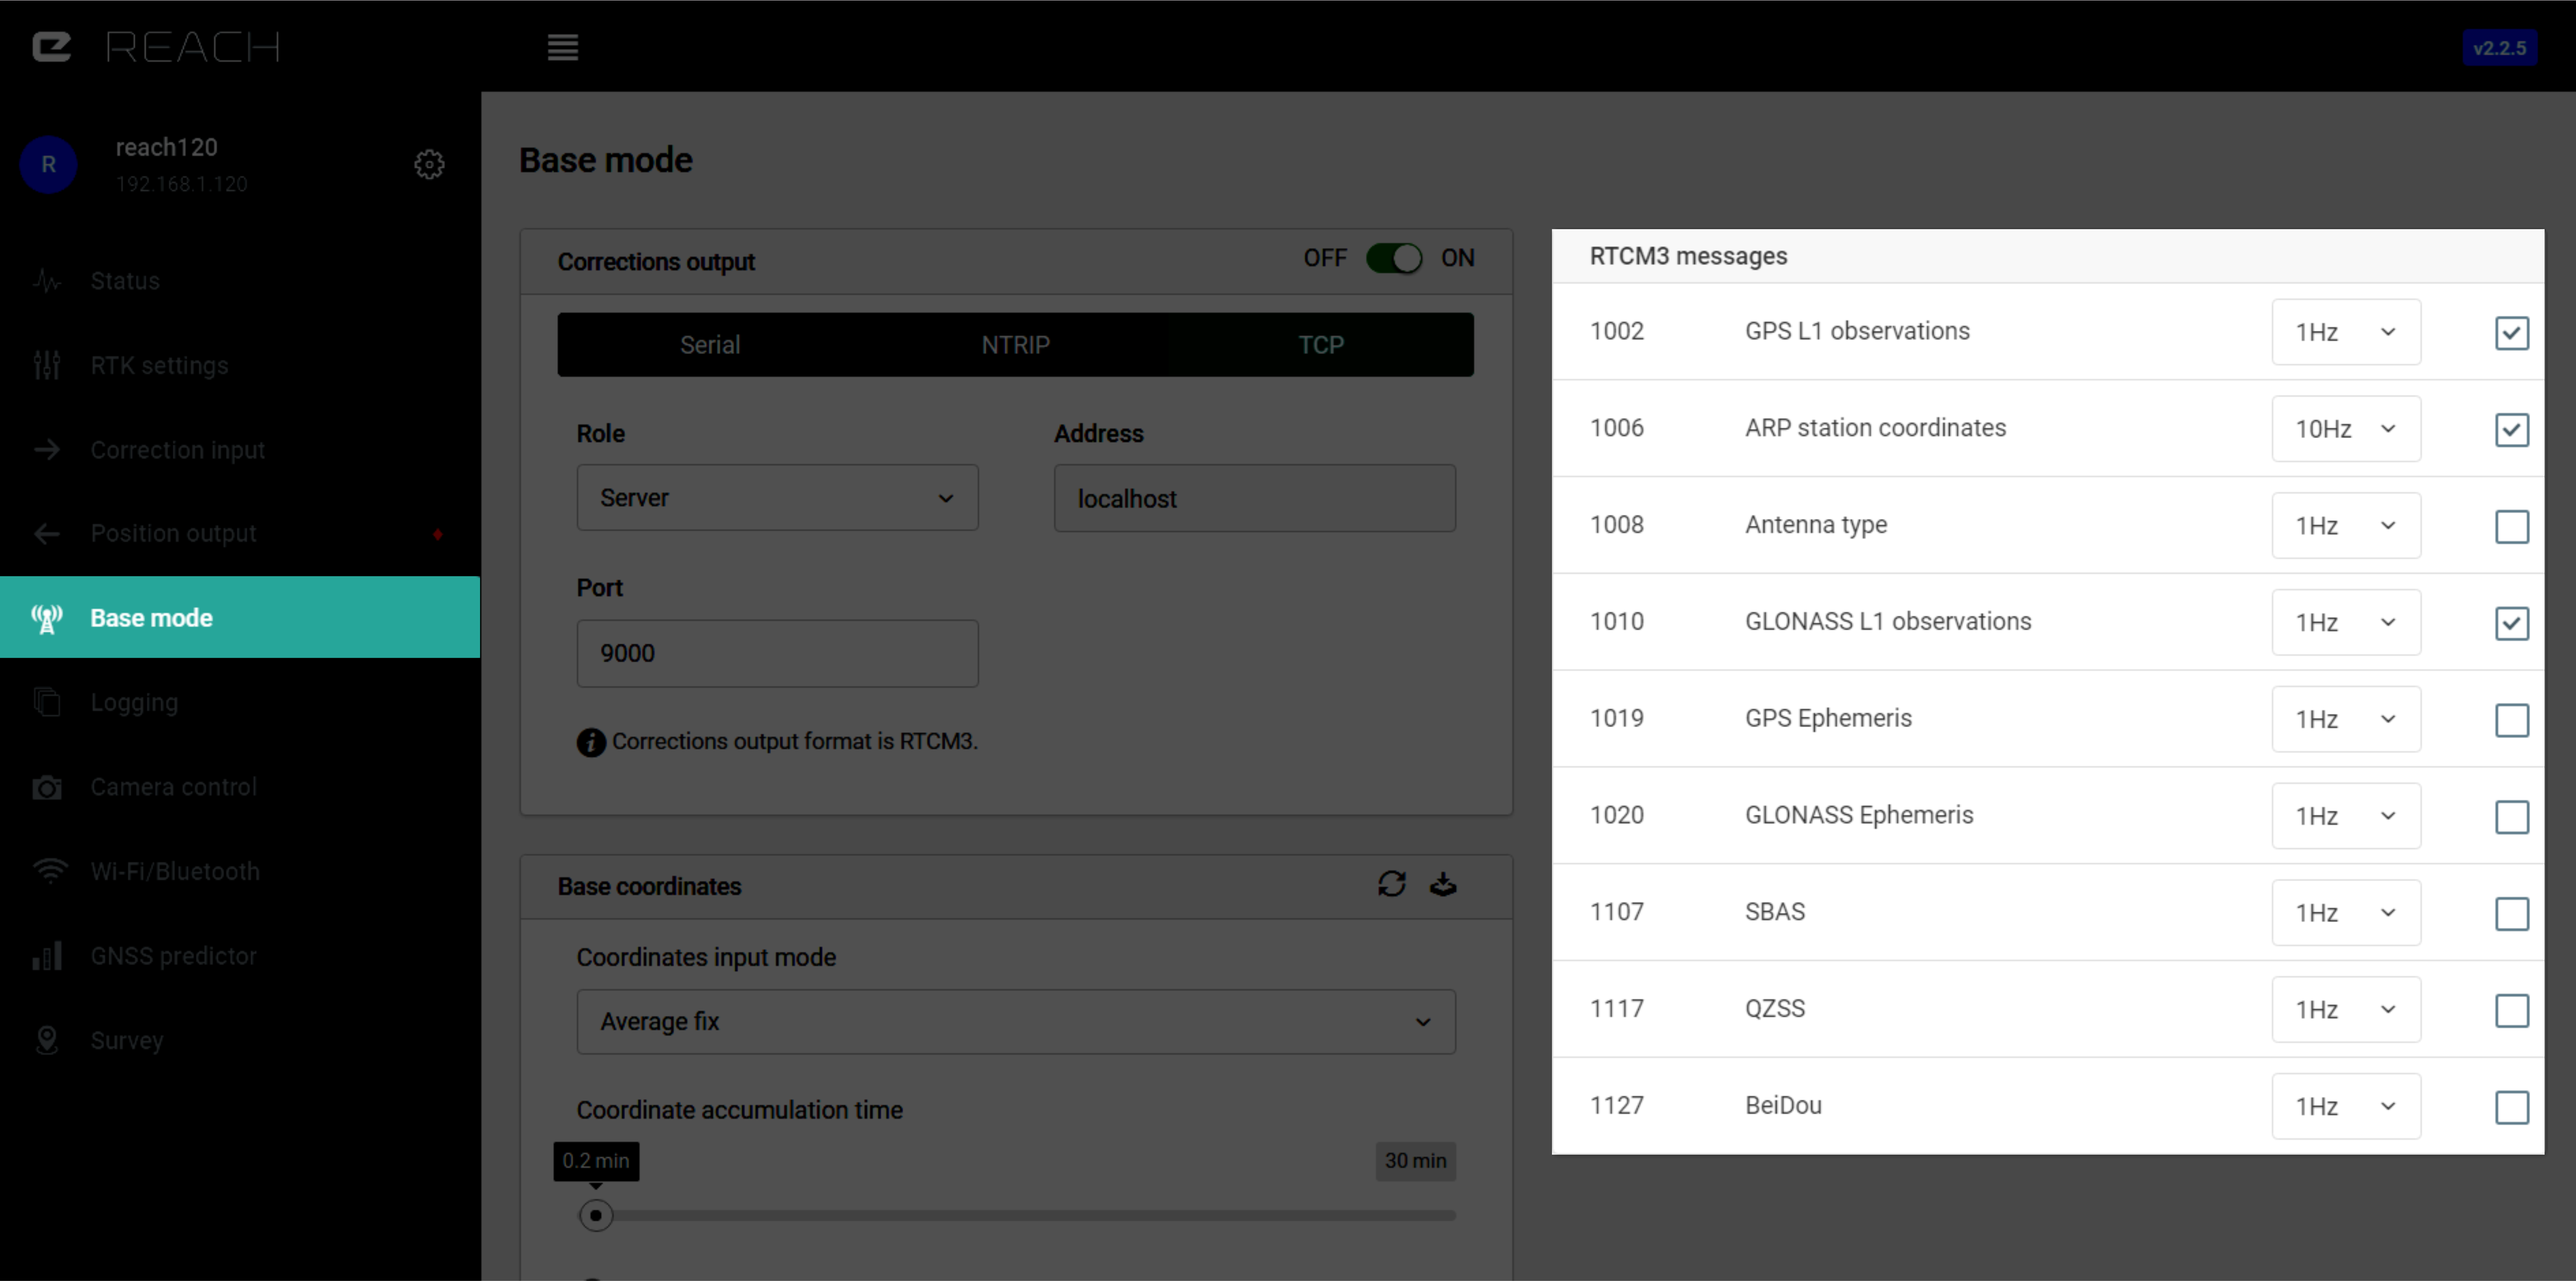 REACH
v2.2.5
R
reach120
192.168.1.120
Status
RTK settings
Correction input
Position output
Base mode
Logging
Camera control
Wi-Fi/Bluetooth
GNSS predictor
Survey
Base mode
Corrections output
OFF ON
Serial NTRIP TCP
Role Address
Server localhost
Port
9000
Corrections output format is RTCM3.
Base coordinates
Coordinates input mode
Average fix
Coordinate accumulation time
0.2 min 30 min
RTCM3 messages
1002 GPS L1 observations 1Hz
1006 ARP station coordinates 10Hz
1008 Antenna type 1Hz
1010 GLONASS L1 observations 1Hz
1019 GPS Ephemeris 1Hz
1020 GLONASS Ephemeris 1Hz
1107 SBAS 1Hz
1117 QZSS 1Hz
1127 BeiDou 1Hz